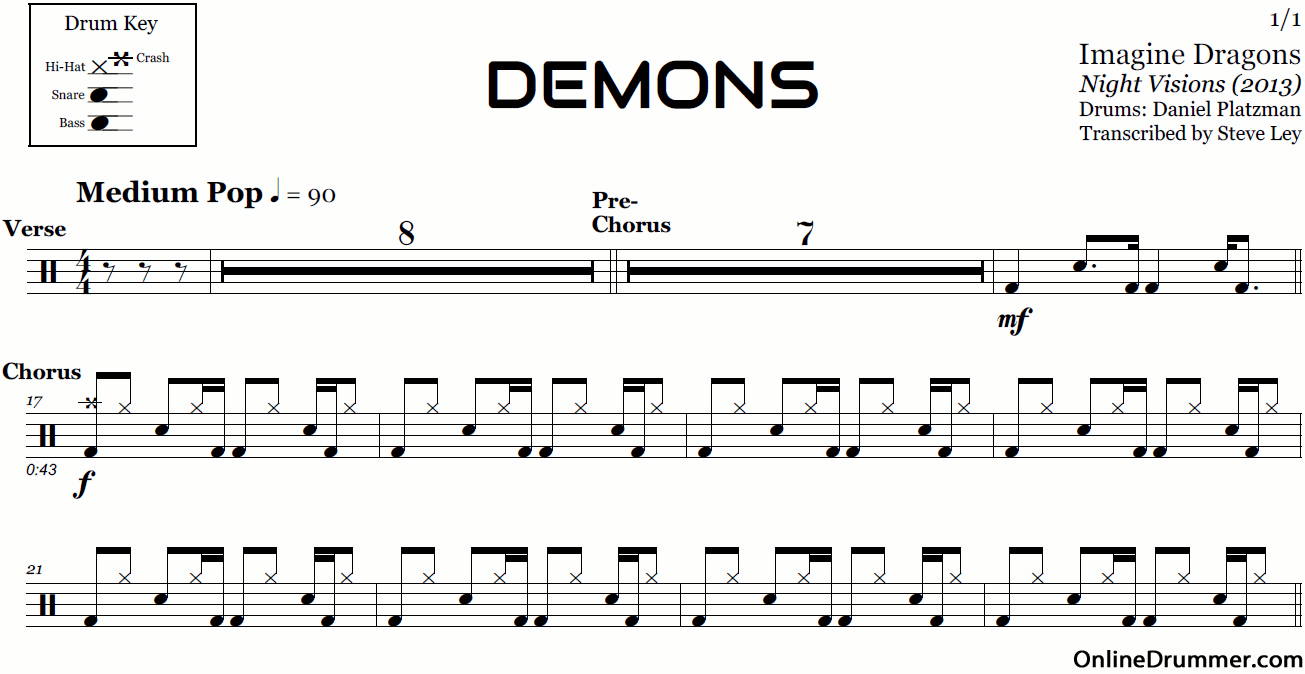 Drum Key
Crash
Hi-Hat
Snare
Bass
DEMONS
1/1
Imagine Dragons
Night Visions (2013)
Drums: Daniel Platzman
Transcribed by Steve Ley
Medium Pop ♩ = 90
Verse
8
Pre-
Chorus
7
4
4
mf
Chorus
17
0:43
f
21
OnlineDrummer.com